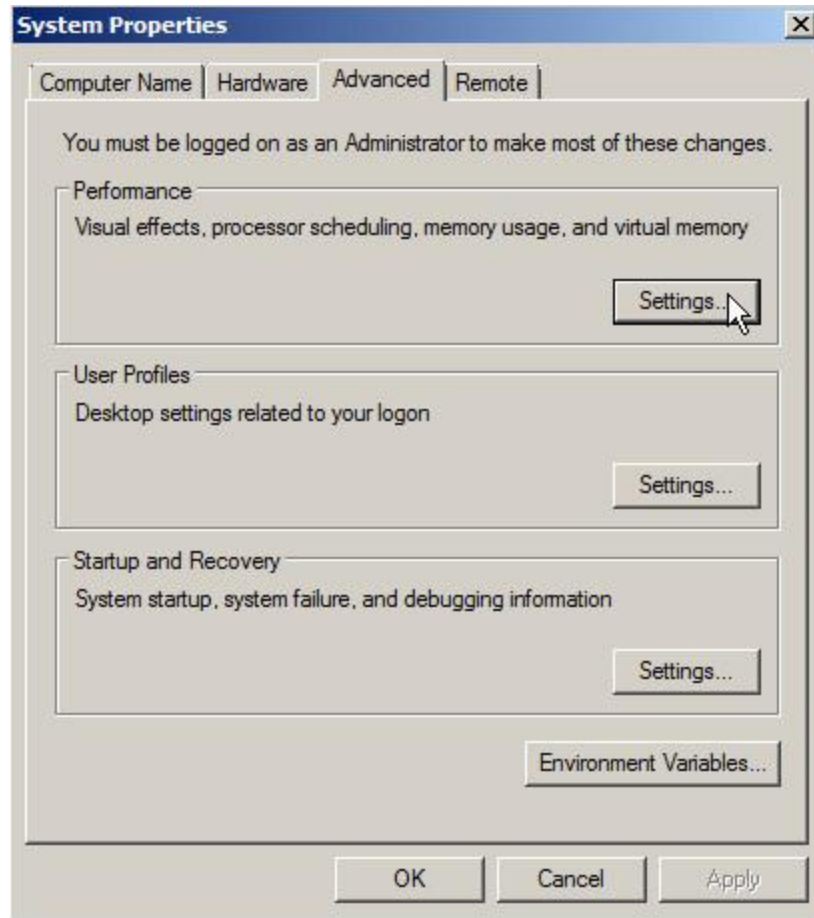 System Properties
Computer Name
Hardware
Advanced
Remote
You must be logged on as an Administrator to make most of these changes.
Performance
Visual effects, processor scheduling, memory usage, and virtual memory
Settings...
User Profiles
Desktop settings related to your logon
Settings...
Startup and Recovery
System startup, system failure, and debugging information
Settings...
Environment Variables...
OK
Cancel
Apply